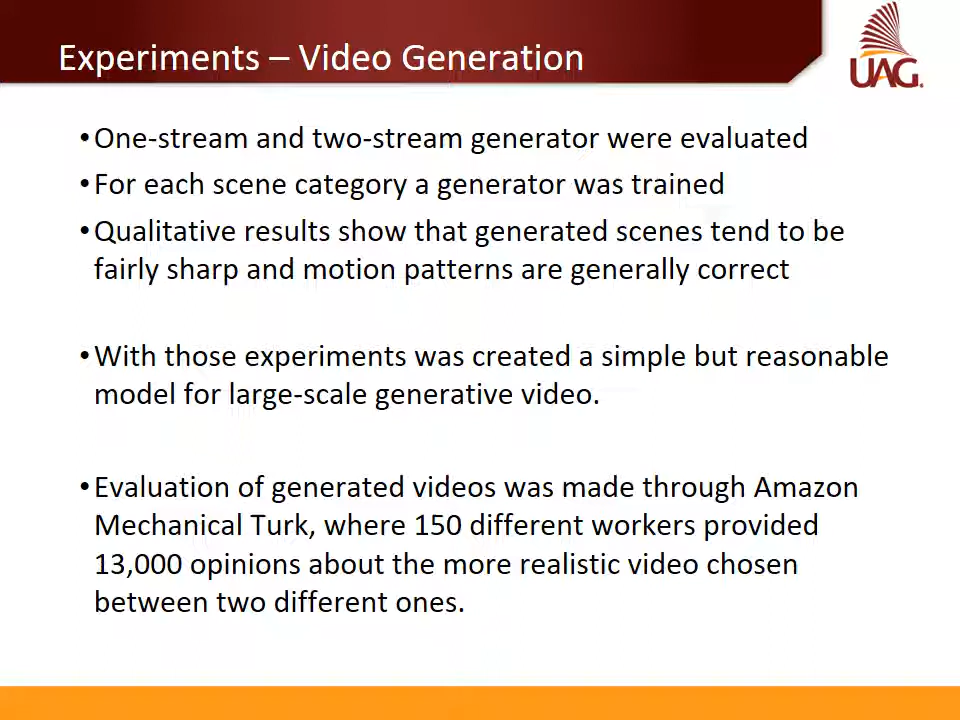 Experiments – Video Generation
UAG.
•One-stream and two-stream generator were evaluated
•For each scene category a generator was trained
•Qualitative results show that generated scenes tend to be
fairly sharp and motion patterns are generally correct
•With those experiments was created a simple but reasonable
model for large-scale generative video.
•Evaluation of generated videos was made through Amazon
Mechanical Turk, where 150 different workers provided
13,000 opinions about the more realistic video chosen
between two different ones.